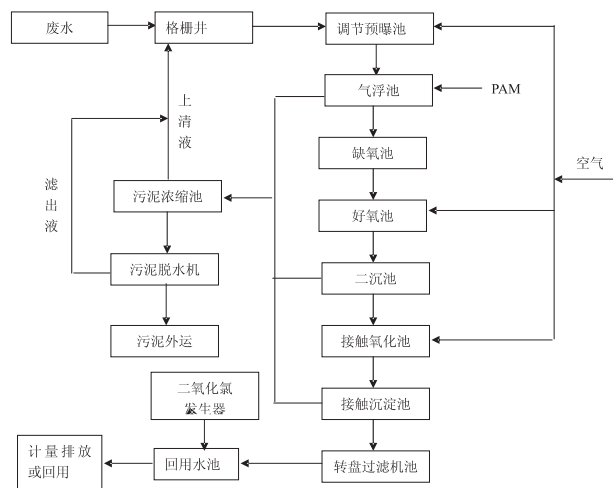 废水
格栅井
调节预曝池
气浮池
PAM
上
清
液
缺氧池
空气
滤
出
液
污泥浓缩池
好氧池
污泥脱水机
二沉池
污泥外运
接触氧化池
二氧化氯
发生器
接触沉淀池
计量排放
或回用
回用水池
转盘过滤机池